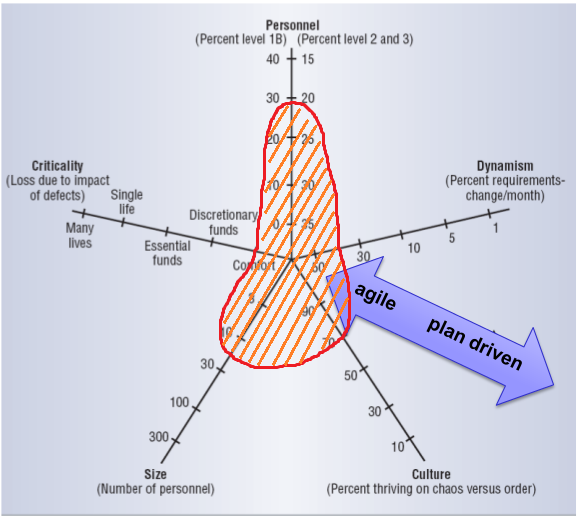 Personnel
(Percent level 1B) (Percent level 2 and 3)
40 15
30 20
20 25
10 30
0 35
Criticality
(Loss due to impact
of defects)
Single
life
Many
lives
Essential
funds
Discretionary
funds
Comfort
Dynamism
(Percent requirements-
change/month)
1
5
10
30
50
agile
plan driven
3
10
30
100
300
90
70
50
30
10
Size
(Number of personnel)
Culture
(Percent thriving on chaos versus order)